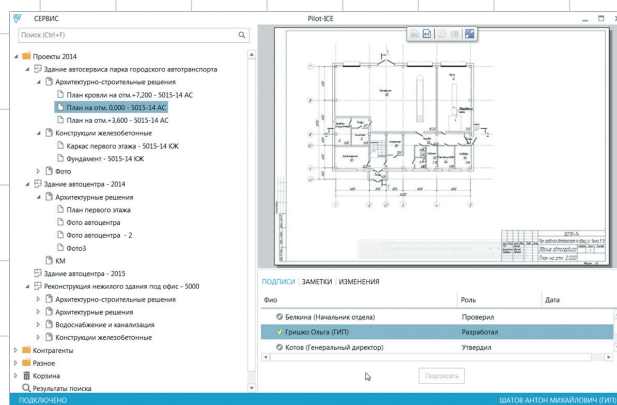 СЕРВИС
Pilot-ICE
Поиск (Ctrl+F)
Проекты 2014
Здание автосервиса парка городского автотранспорта
Архитектурно-строительные решения
План кровли на отм.+7,200 - 5015-14 АС
План на отм. 0,000 - 5015-14 АС
План на отм.+3,600 - 5015-14 АС
Конструкции железобетонные
Каркас первого этажа - 5015-14 КЖ
Фундамент - 5015-14 КЖ
Фото
Здание автоцентра - 2014
Архитектурные решения
План первого этажа
Фото автоцентра
Фото автоцентра - 2
Фото3
КМ
Здание автоцентра - 2015
Реконструкция нежилого здания под офис - 5000
Архитектурно-строительные решения
Архитектурные решения
Водоснабжение и канализация
Конструкции железобетонные
Контрагенты
Разное
Корзина
Результаты поиска
План на отм. 0,000
ПОДПИСИ
ЗАМЕТКИ
ИЗМЕНЕНИЯ
Фио
Роль
Дата
Белкина (Начальник отдела)
Проверил
Гришко Ольга (ГИП)
Разработал
Котов (Генеральный директор)
Утвердил
Подписать
ПОДКЛЮЧЕНО
ШАТОВ АНТОН МИХАЙЛОВИЧ (ГИП)